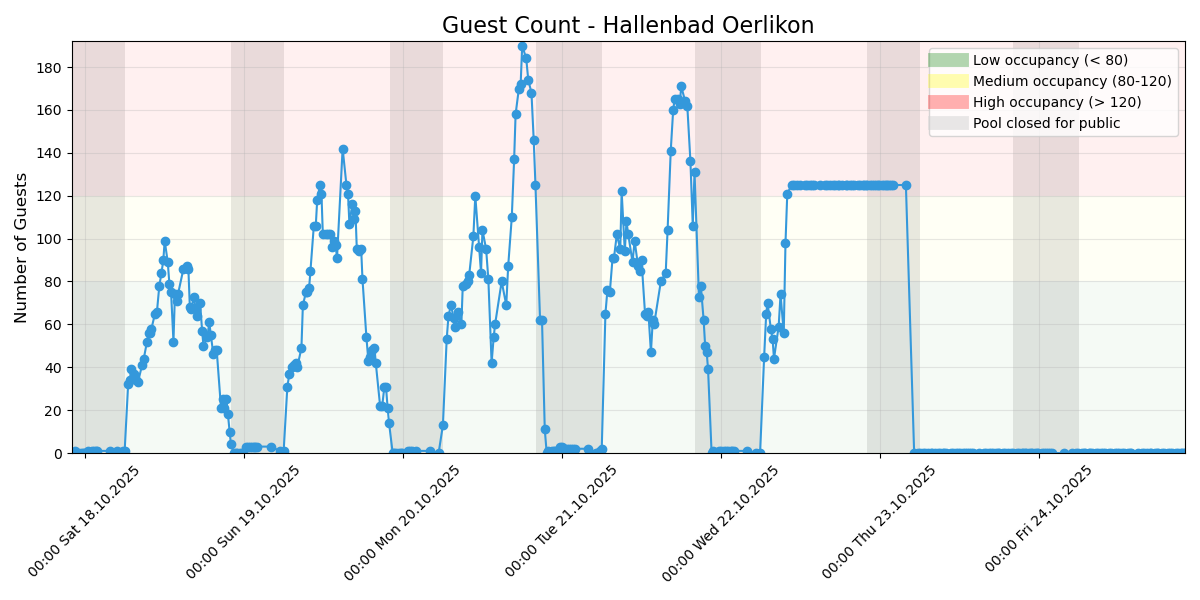 Guest Count - Hallenbad Oerlikon
Number of Guests
180
160
140
120
100
80
60
40
20
0
Low occupancy (< 80)
Medium occupancy (80-120)
High occupancy (> 120)
Pool closed for public
00:00 Sat 18.10.2025
00:00 Sun 19.10.2025
00:00 Mon 20.10.2025
00:00 Tue 21.10.2025
00:00 Wed 22.10.2025
00:00 Thu 23.10.2025
00:00 Fri 24.10.2025